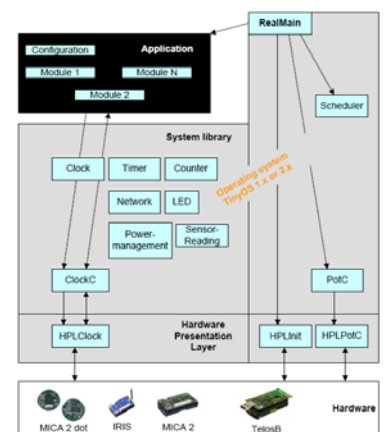 RealMain
Application
Configuration
Module 1
Module N
Module 2
Scheduler
System library
Clock
Timer
Counter
Operating system
TinyOS 1.x or 2.x
Network
LED
Power-
management
Sensor-
Reading
ClockC
PotC
Hardware
Presentation
Layer
HPLClock
HPLInit
HPLPotC
Hardware
MICA 2 dot
IRIS
MICA 2
TelosB